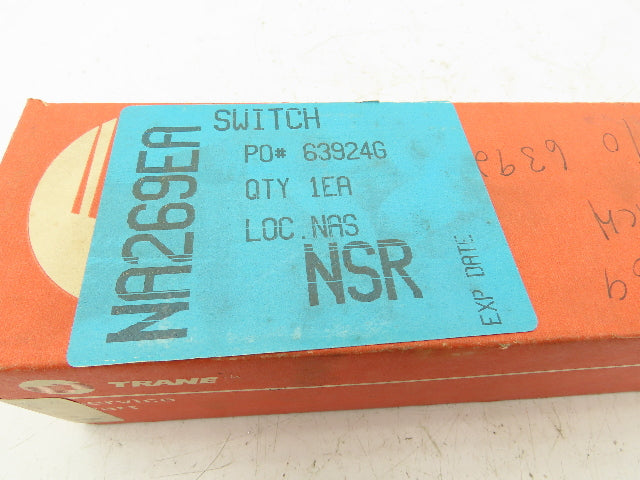 SWITCH
NA269EA
PO# 63924G
QTY 1EA
LOC.NAS
NSR
EXP DATE
TRANE